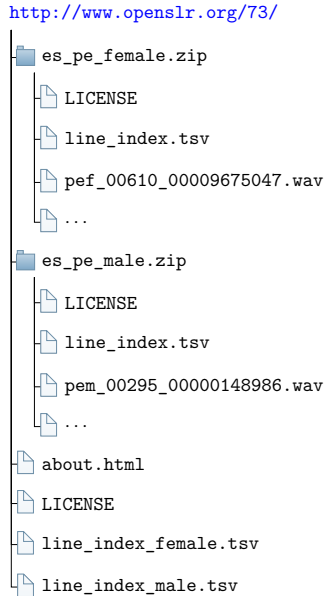 http://www.openslr.org/73/
es_pe_female.zip
LICENSE
line_index.tsv
pef_00610_00009675047.wav
...
es_pe_male.zip
LICENSE
line_index.tsv
pem_00295_00000148986.wav
...
about.html
LICENSE
line_index_female.tsv
line_index_male.tsv